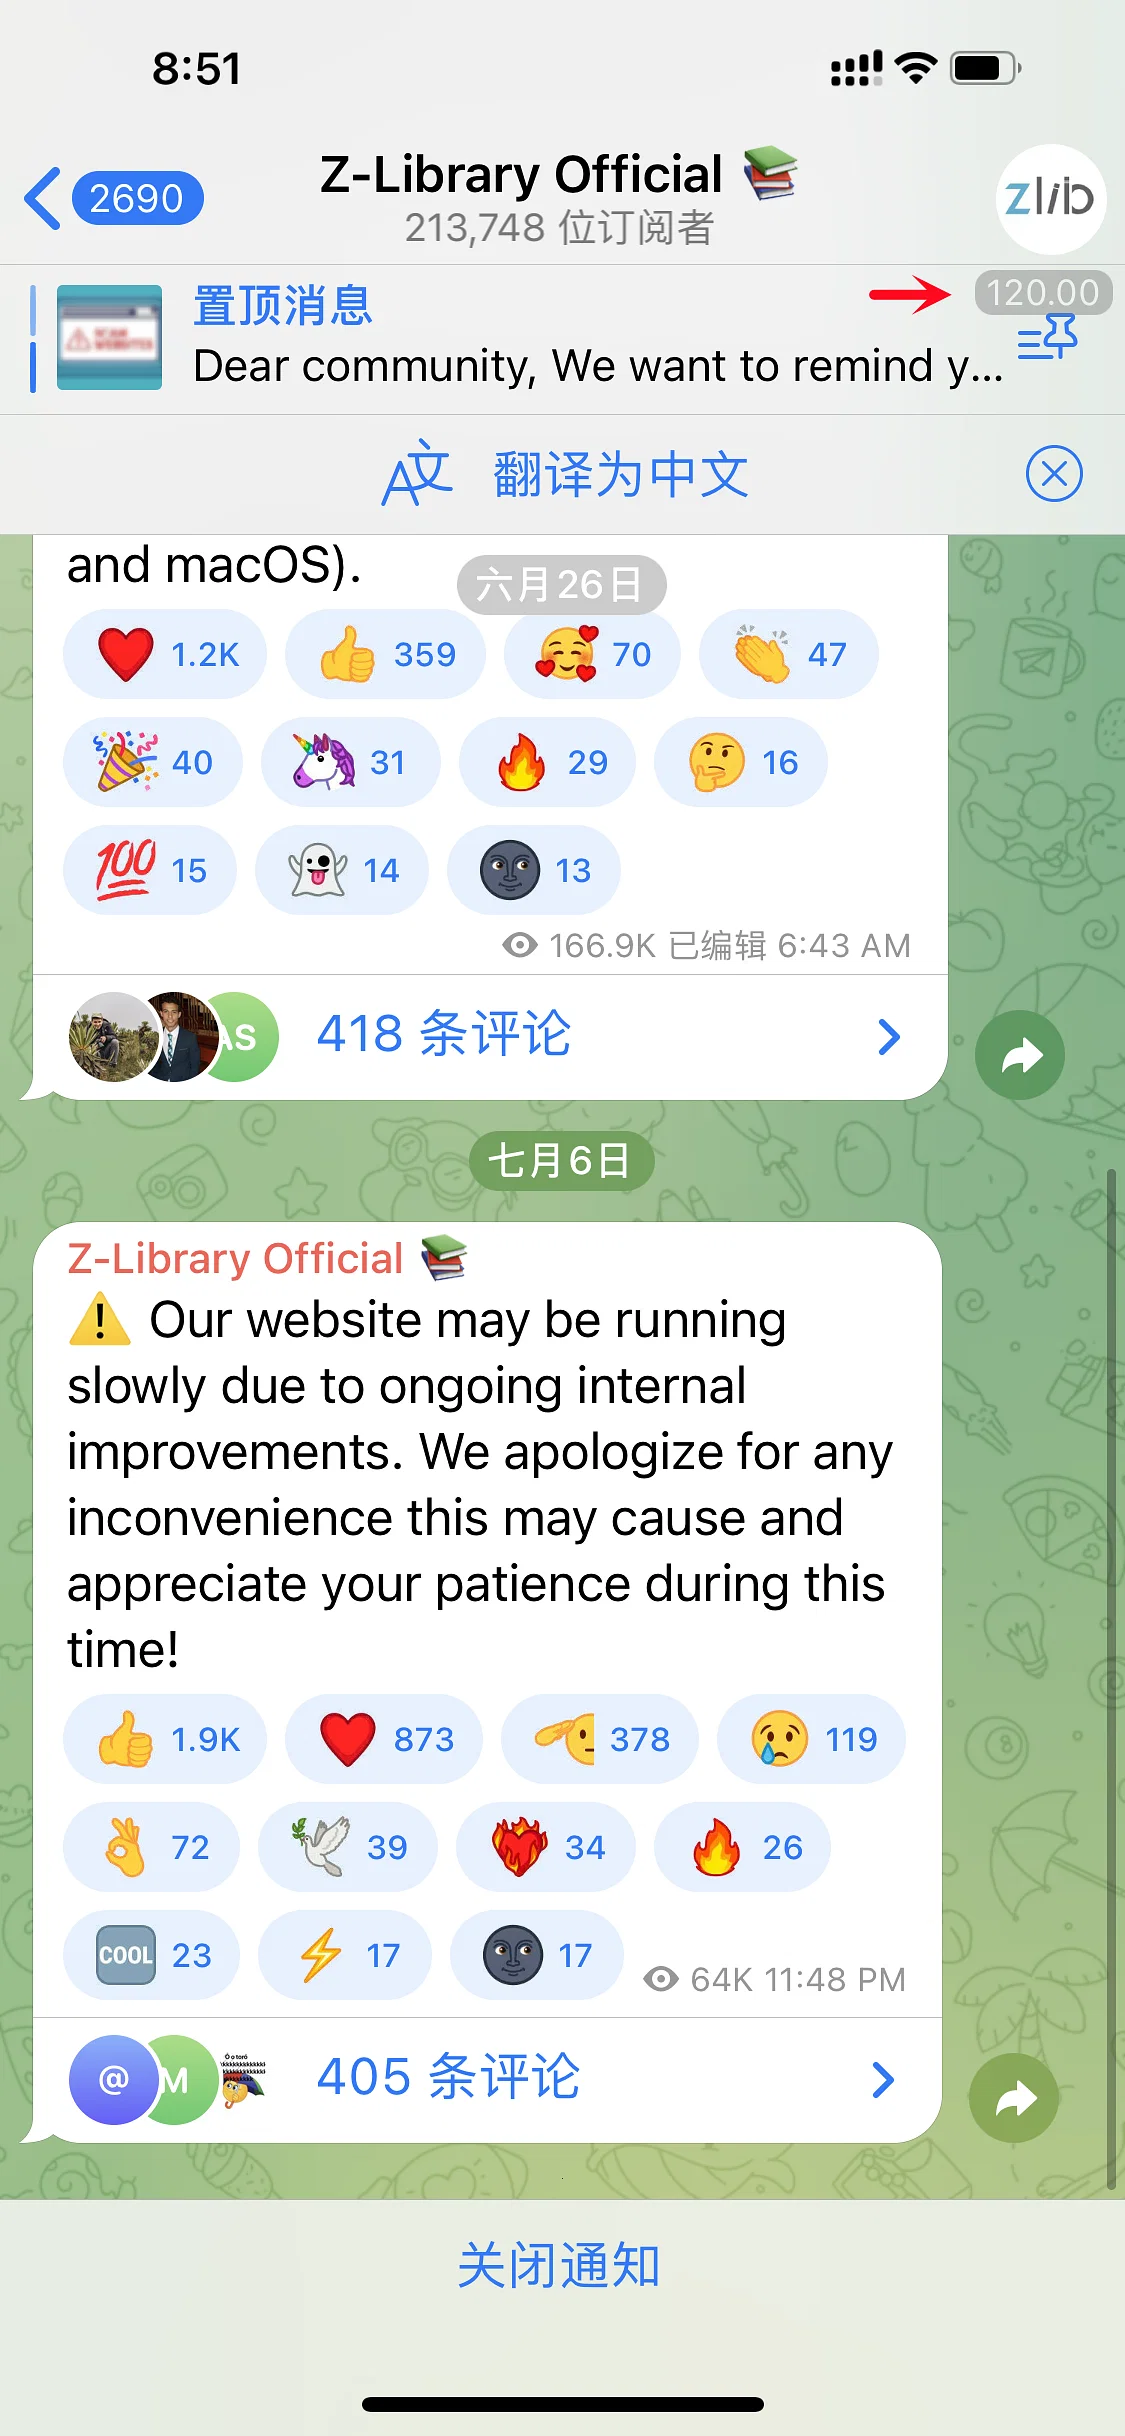 8:51
2690
Z-Library Official 📚
213,748 位订阅者
zlib
120.00
置顶消息
SCAM
WEBSITES
Dear community, We want to remind y...
翻译为中文
and macOS).
六月26日
❤️ 1.2K 👍 359 🥰 70 👏 47
🎉 40 🦄 31 🔥 29 🤔 16
💯 15 👻 14 🌚 13
166.9K 已编辑 6:43 AM
AS 418 条评论
七月6日
Z-Library Official 📚
⚠️ Our website may be running
slowly due to ongoing internal
improvements. We apologize for any
inconvenience this may cause and
appreciate your patience during this
time!
👍 1.9K ❤️ 873 🫡 378 😢 119
👌 72 🕊 39 ❤️‍🔥 34 🔥 26
🆒 23 ⚡ 17 🌚 17 64K 11:48 PM
@ M 405 条评论
关闭通知